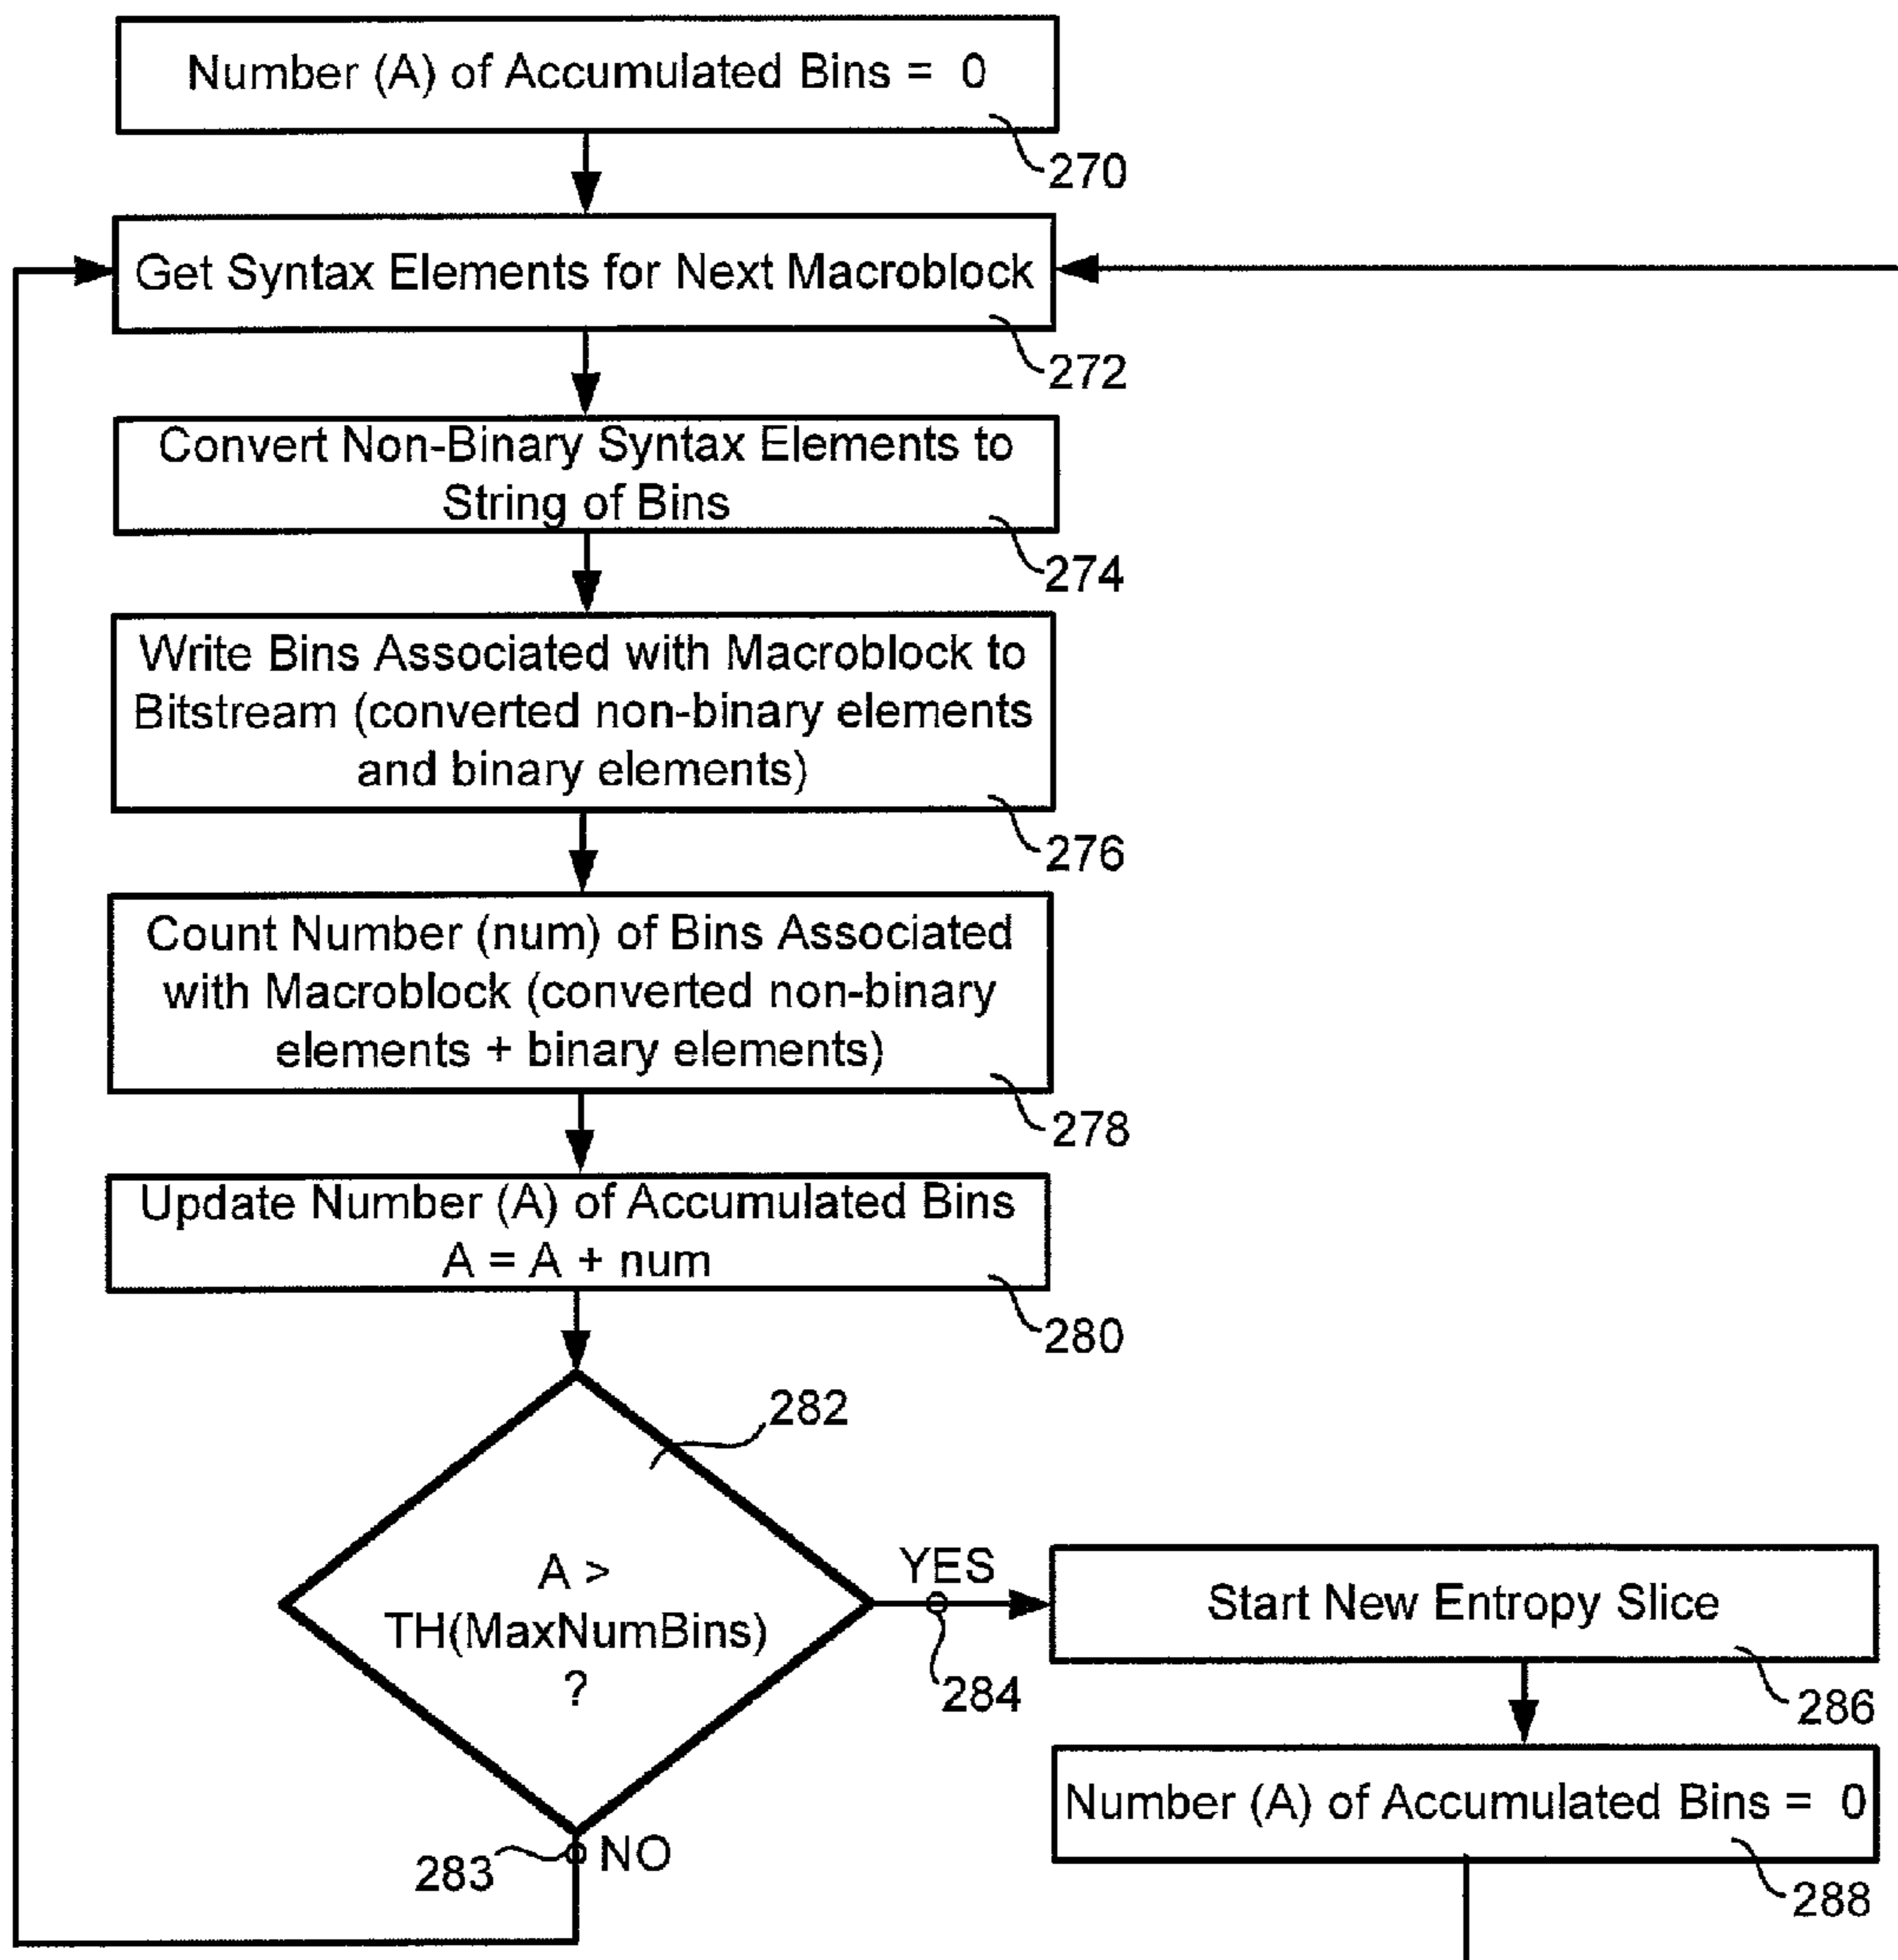 Number (A) of Accumulated Bins = 0
270
Get Syntax Elements for Next Macroblock
272
Convert Non-Binary Syntax Elements to
String of Bins
274
Write Bins Associated with Macroblock to
Bitstream (converted non-binary elements
and binary elements)
276
Count Number (num) of Bins Associated
with Macroblock (converted non-binary
elements + binary elements)
278
Update Number (A) of Accumulated Bins
A = A + num
280
282
A >
TH(MaxNumBins)
?
YES
284
Start New Entropy Slice
286
Number (A) of Accumulated Bins = 0
288
283
NO